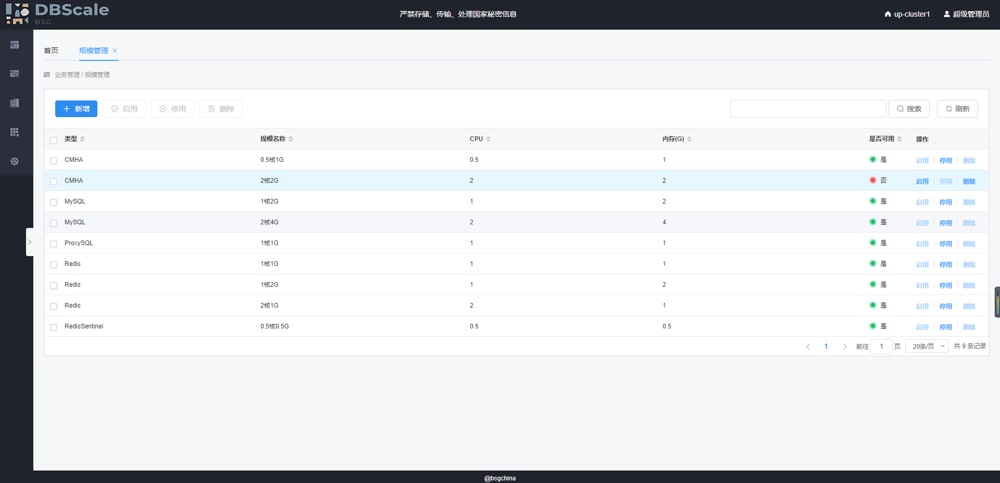 DBScale
BSG
严禁存储、传输、处理国家秘密信息
up-cluster1
超级管理员
首页
规模管理
业务管理 / 规模管理
新增
启用
停用
删除
搜索
刷新
类型 规模名称 CPU 内存(G) 是否可用 操作
CMHA 0.5核1G 0.5 1 是 启用 停用 删除
CMHA 2核2G 2 2 否 启用 停用 删除
MySQL 1核2G 1 2 是 启用 停用 删除
MySQL 2核4G 2 4 是 启用 停用 删除
ProxySQL 1核1G 1 1 是 启用 停用 删除
Redis 1核1G 1 1 是 启用 停用 删除
Redis 1核2G 1 2 是 启用 停用 删除
Redis 2核1G 2 1 是 启用 停用 删除
RedisSentinel 0.5核0.5G 0.5 0.5 是 启用 停用 删除
1 前往 1 页 20条/页 共 9 条记录
@bsgchina